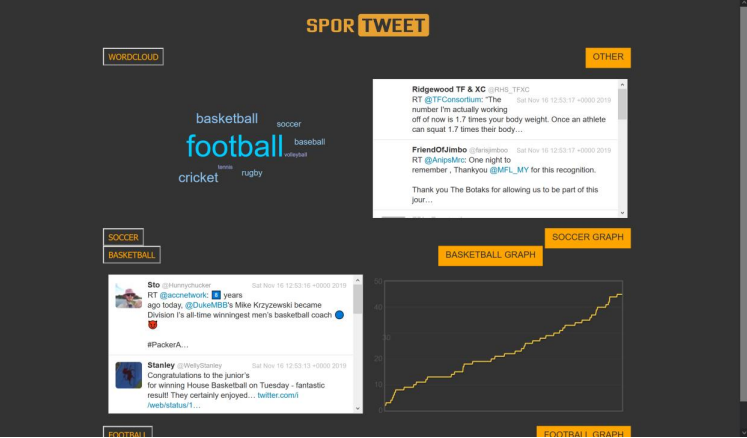 SPOR TWEET
WORDCLOUD
OTHER
basketball
soccer
football
baseball
volleyball
tennis
rugby
cricket
Ridgewood TF & XC @RHS_TFXC
RT @TFConsortium: "The Sat Nov 16 12:53:17 +0000 2019
number I'm actually working
off of now is 1.7 times your body weight. Once an athlete
can squat 1.7 times their body…
FriendOfJimbo @farisjimboo Sat Nov 16 12:53:17 +0000 2019
RT @AnipsMrc: One night to
remember , Thankyou @MFL_MY for this recognition.
Thank you The Botaks for allowing us to be part of this
jour…
SOCCER
SOCCER GRAPH
BASKETBALL
BASKETBALL GRAPH
Sto @Hunnychucker Sat Nov 16 12:53:16 +0000 2019
RT @accnetwork: 8 years
ago today, @DukeMBB's Mike Krzyzewski became
Division I's all-time winningest men's basketball coach
#PackerA…
Stanley @WellyStanley Sat Nov 16 12:53:13 +0000 2019
Congratulations to the junior's
for winning House Basketball on Tuesday - fantastic
result! They certainly enjoyed… twitter.com/i
/web/status/1…
50
40
30
20
10
0
FOOTBALL
FOOTBALL GRAPH